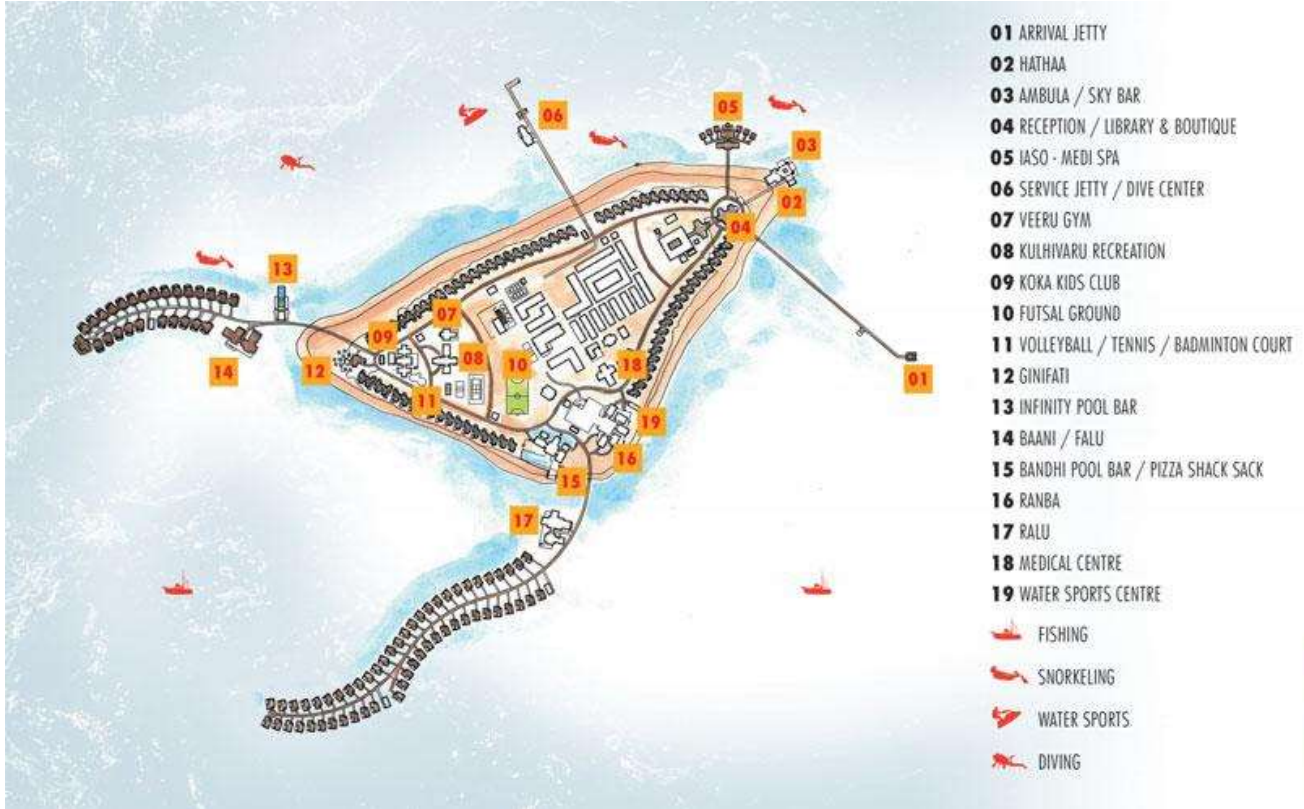 05
03
06
02
04
13
07
09
08
10
18
12
14
11
01
19
16
15
17
01 ARRIVAL JETTY
02 HATHAA
03 AMBULA / SKY BAR
04 RECEPTION / LIBRARY & BOUTIQUE
05 IASO - MEDI SPA
06 SERVICE JETTY / DIVE CENTER
07 VEERU GYM
08 KULHIVARU RECREATION
09 KOKA KIDS CLUB
10 FUTSAL GROUND
11 VOLLEYBALL / TENNIS / BADMINTON COURT
12 GINIFATI
13 INFINITY POOL BAR
14 BAANI / FALU
15 BANDHI POOL BAR / PIZZA SHACK SACK
16 RANBA
17 RALU
18 MEDICAL CENTRE
19 WATER SPORTS CENTRE
FISHING
SNORKELING
WATER SPORTS
DIVING